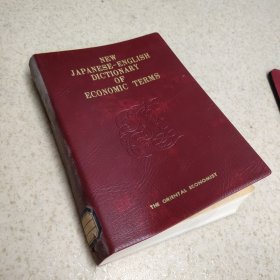 NEW
JAPANESE-ENGLISH
DICTIONARY
OF
ECONOMIC TERMS
THE ORIENTAL ECONOMIST